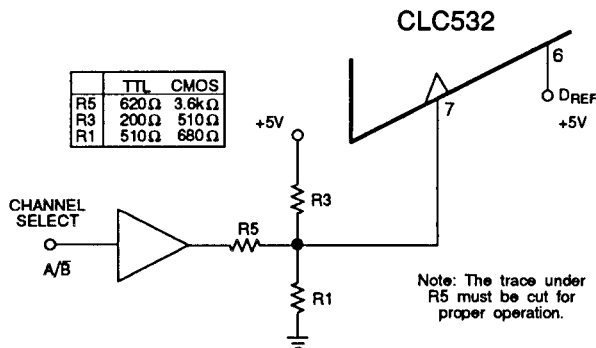 CLC532
TTL CMOS
R5 620Ω 3.6kΩ
R3 200Ω 510Ω
R1 510Ω 680Ω
6
DREF
+5V
7
+5V
R3
CHANNEL
SELECT
R5
A/B̅
R1
Note: The trace under
R5 must be cut for
proper operation.